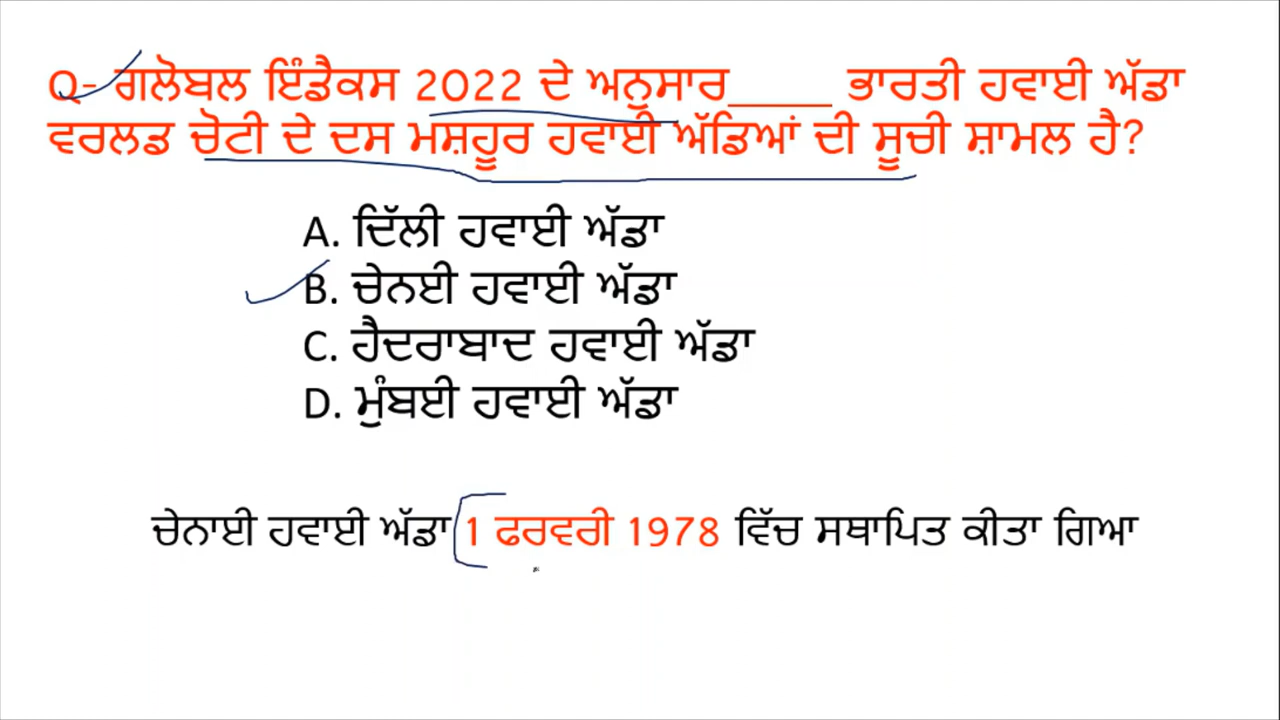 Q- ਗਲੋਬਲ ਇੰਡੈਕਸ 2022 ਦੇ ਅਨੁਸਾਰ____ ਭਾਰਤੀ ਹਵਾਈ ਅੱਡਾ
ਵਰਲਡ ਚੋਟੀ ਦੇ ਦਸ ਮਸ਼ਹੂਰ ਹਵਾਈ ਅੱਡਿਆਂ ਦੀ ਸੂਚੀ ਸ਼ਾਮਲ ਹੈ?
A. ਦਿੱਲੀ ਹਵਾਈ ਅੱਡਾ
B. ਚੇਨਈ ਹਵਾਈ ਅੱਡਾ
C. ਹੈਦਰਾਬਾਦ ਹਵਾਈ ਅੱਡਾ
D. ਮੁੰਬਈ ਹਵਾਈ ਅੱਡਾ
ਚੇਨਾਈ ਹਵਾਈ ਅੱਡਾ 1 ਫਰਵਰੀ 1978 ਵਿੱਚ ਸਥਾਪਿਤ ਕੀਤਾ ਗਿਆ